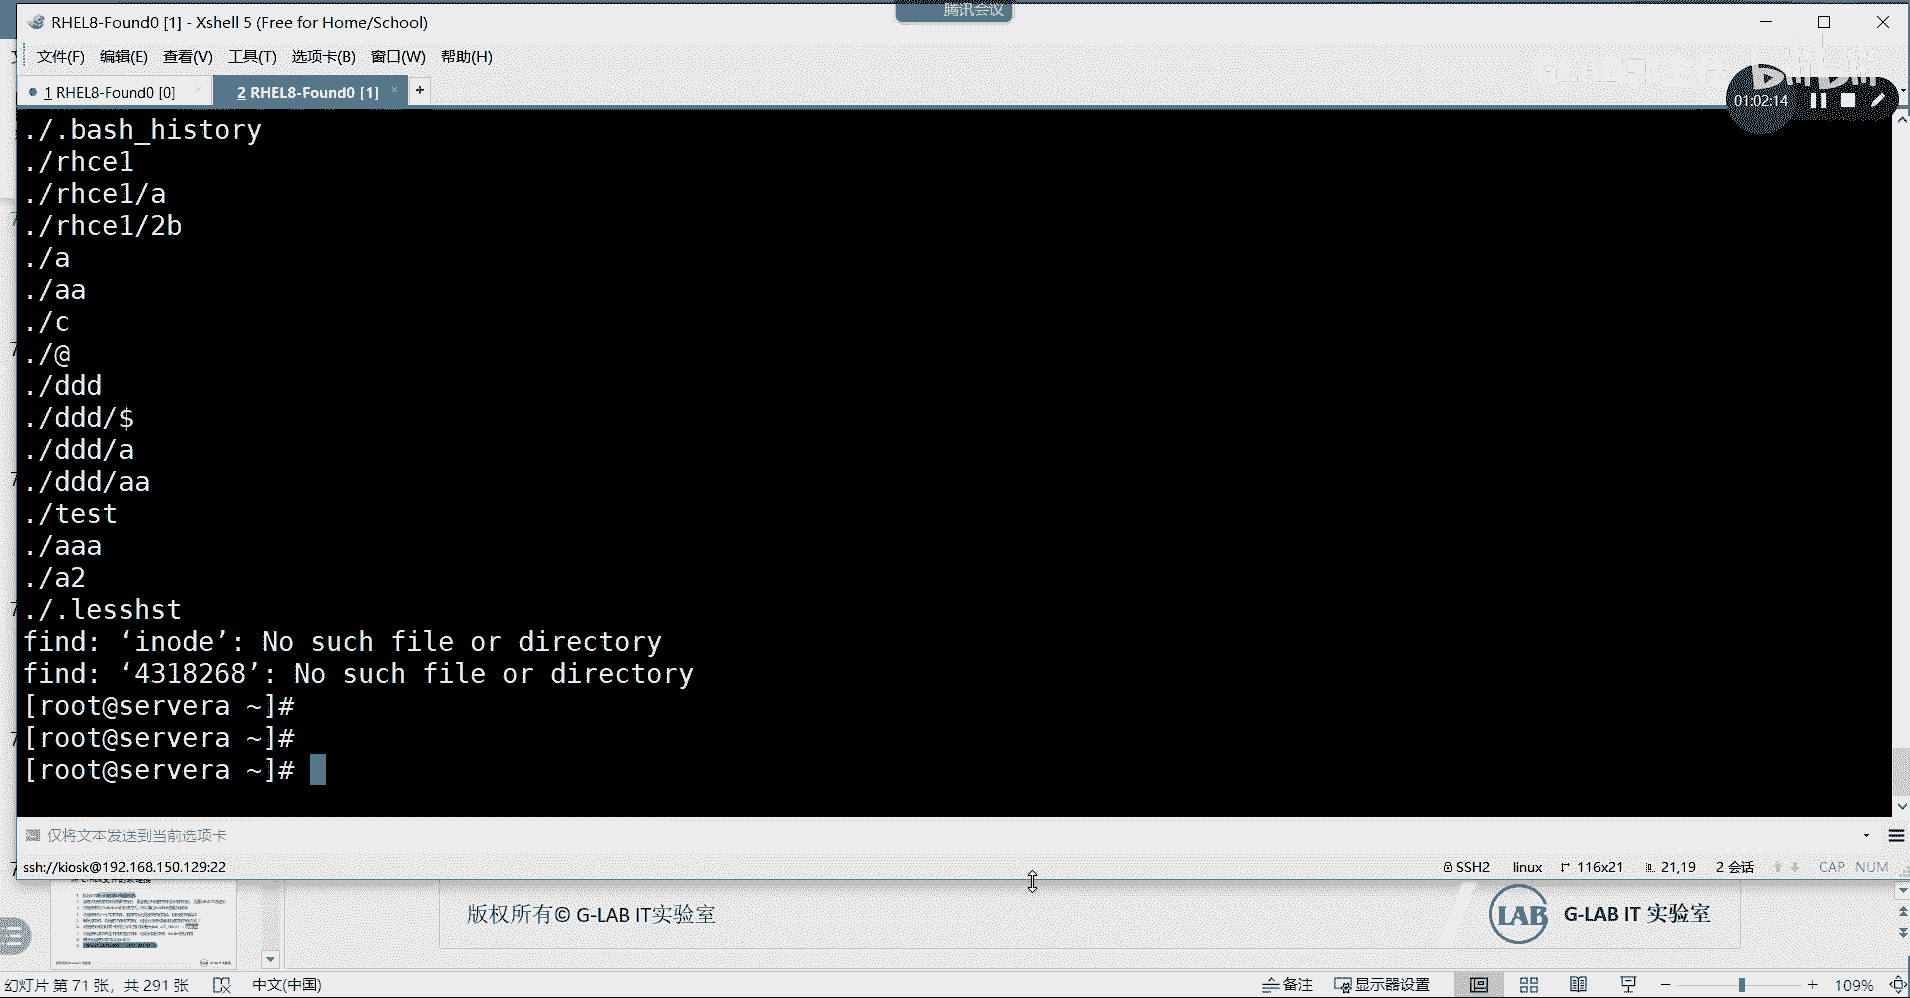 RHEL8-Found0 [1] - Xshell 5 (Free for Home/School)
腾讯会议
文件(F) 编辑(E) 查看(V) 工具(T) 选项卡(B) 窗口(W) 帮助(H)
1 RHEL8-Found0 [0] × 2 RHEL8-Found0 [1] × +
01:02:14
./.bash_history
./rhce1
./rhce1/a
./rhce1/2b
./a
./aa
./c
./@
./ddd
./ddd/$
./ddd/a
./ddd/aa
./test
./aaa
./a2
./.lesshst
find: ‘inode’: No such file or directory
find: ‘4318268’: No such file or directory
[root@servera ~]#
[root@servera ~]#
[root@servera ~]#
仅将文本发送到当前选项卡
ssh://kiosk@192.168.150.129:22 SSH2 linux 116x21 21,19 2 会话 CAP NUM
版权所有© G-LAB IT实验室 LAB G-LAB IT 实验室
幻灯片 第 71 张，共 291 张 中文(中国) 备注 显示器设置 109%